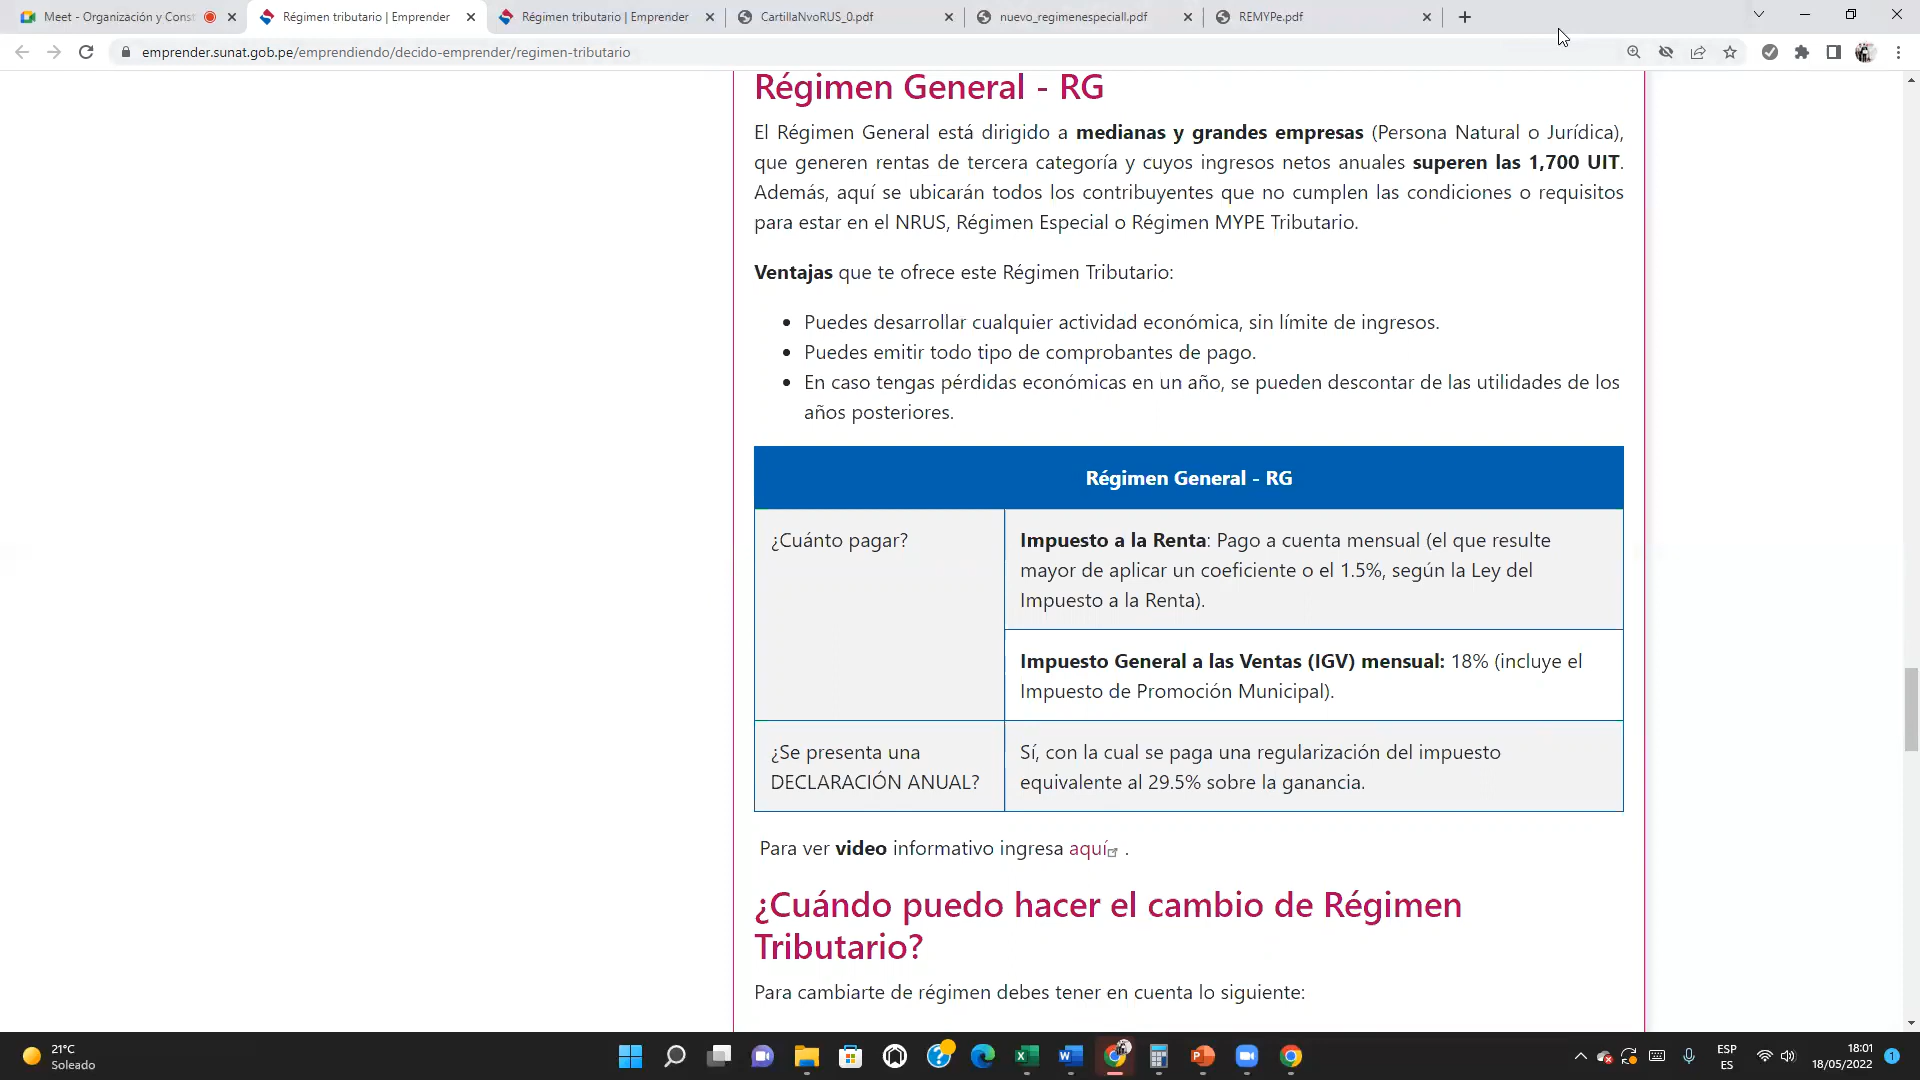 Meet - Organización y Const
Régimen tributario | Emprender
Régimen tributario | Emprender
CartillaNvoRUS_0.pdf
nuevo_regimenespeciall.pdf
REMYPe.pdf
emprender.sunat.gob.pe/emprendiendo/decido-emprender/regimen-tributario
Régimen General - RG
El Régimen General está dirigido a medianas y grandes empresas (Persona Natural o Jurídica),
que generen rentas de tercera categoría y cuyos ingresos netos anuales superen las 1,700 UIT.
Además, aquí se ubicarán todos los contribuyentes que no cumplen las condiciones o requisitos
para estar en el NRUS, Régimen Especial o Régimen MYPE Tributario.
Ventajas que te ofrece este Régimen Tributario:
Puedes desarrollar cualquier actividad económica, sin límite de ingresos.
Puedes emitir todo tipo de comprobantes de pago.
En caso tengas pérdidas económicas en un año, se pueden descontar de las utilidades de los
años posteriores.
Régimen General - RG
¿Cuánto pagar?
Impuesto a la Renta: Pago a cuenta mensual (el que resulte
mayor de aplicar un coeficiente o el 1.5%, según la Ley del
Impuesto a la Renta).
Impuesto General a las Ventas (IGV) mensual: 18% (incluye el
Impuesto de Promoción Municipal).
¿Se presenta una
DECLARACIÓN ANUAL?
Sí, con la cual se paga una regularización del impuesto
equivalente al 29.5% sobre la ganancia.
Para ver video informativo ingresa aquí .
¿Cuándo puedo hacer el cambio de Régimen
Tributario?
Para cambiarte de régimen debes tener en cuenta lo siguiente:
21°C
Soleado
ESP
ES
18:01
18/05/2022
1